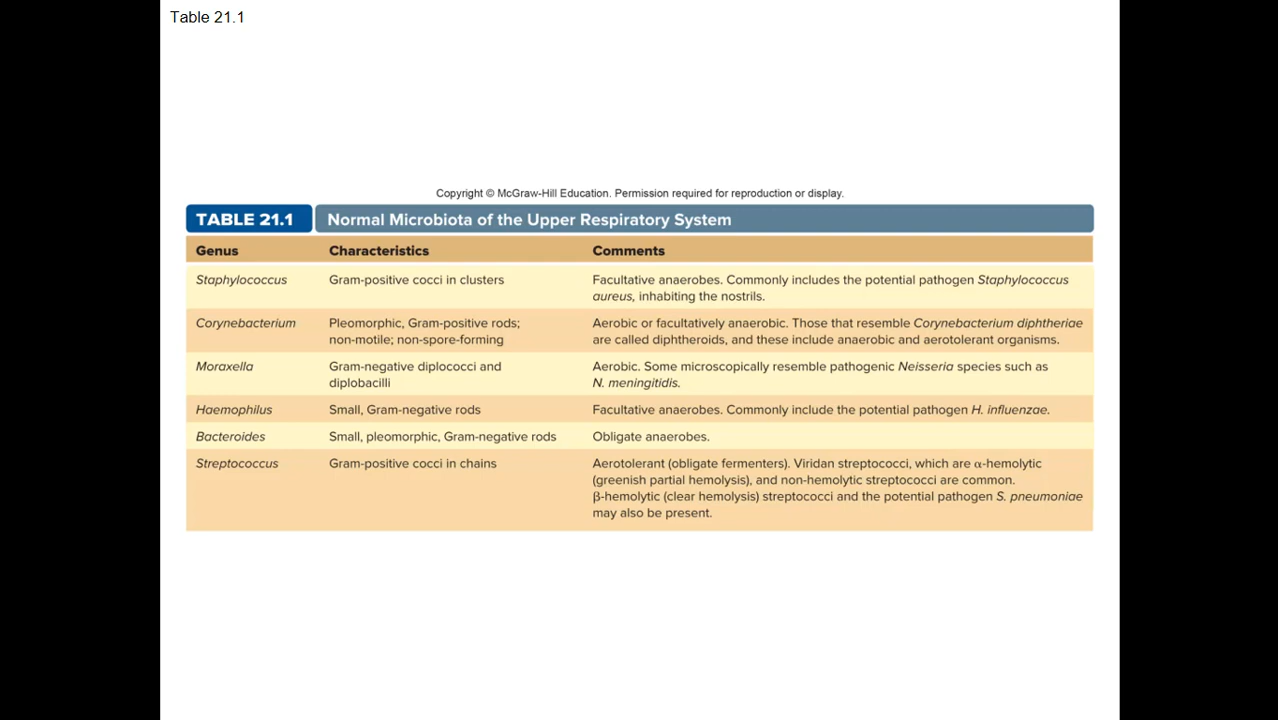 Table 21.1
Copyright © McGraw-Hill Education. Permission required for reproduction or display.
TABLE 21.1 Normal Microbiota of the Upper Respiratory System
Genus Characteristics Comments
Staphylococcus Gram-positive cocci in clusters Facultative anaerobes. Commonly includes the potential pathogen Staphylococcus
aureus, inhabiting the nostrils.
Corynebacterium Pleomorphic, Gram-positive rods; Aerobic or facultatively anaerobic. Those that resemble Corynebacterium diphtheriae
non-motile; non-spore-forming are called diphtheroids, and these include anaerobic and aerotolerant organisms.
Moraxella Gram-negative diplococci and Aerobic. Some microscopically resemble pathogenic Neisseria species such as
diplobacilli N. meningitidis.
Haemophilus Small, Gram-negative rods Facultative anaerobes. Commonly include the potential pathogen H. influenzae.
Bacteroides Small, pleomorphic, Gram-negative rods Obligate anaerobes.
Streptococcus Gram-positive cocci in chains Aerotolerant (obligate fermenters). Viridan streptococci, which are α-hemolytic
(greenish partial hemolysis), and non-hemolytic streptococci are common.
β-hemolytic (clear hemolysis) streptococci and the potential pathogen S. pneumoniae
may also be present.